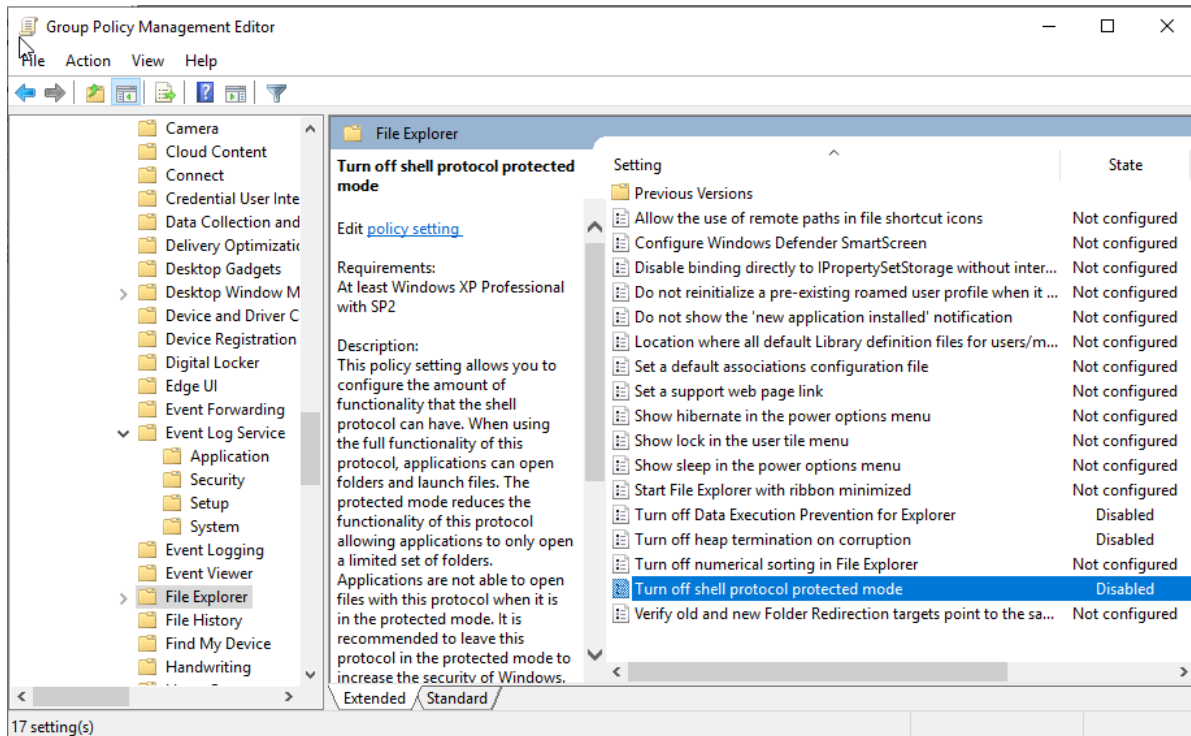 Group Policy Management Editor
File Action View Help
Camera
Cloud Content
Connect
Credential User Inte
Data Collection and
Delivery Optimizatic
Desktop Gadgets
Desktop Window M
Device and Driver C
Device Registration
Digital Locker
Edge UI
Event Forwarding
Event Log Service
Application
Security
Setup
System
Event Logging
Event Viewer
File Explorer
File History
Find My Device
Handwriting
File Explorer
Turn off shell protocol protected
mode
Edit policy setting
Requirements:
At least Windows XP Professional
with SP2
Description:
This policy setting allows you to
configure the amount of
functionality that the shell
protocol can have. When using
the full functionality of this
protocol, applications can open
folders and launch files. The
protected mode reduces the
functionality of this protocol
allowing applications to only open
a limited set of folders.
Applications are not able to open
files with this protocol when it is
in the protected mode. It is
recommended to leave this
protocol in the protected mode to
increase the security of Windows.
Setting State
Previous Versions
Allow the use of remote paths in file shortcut icons Not configured
Configure Windows Defender SmartScreen Not configured
Disable binding directly to IPropertySetStorage without inter... Not configured
Do not reinitialize a pre-existing roamed user profile when it ... Not configured
Do not show the 'new application installed' notification Not configured
Location where all default Library definition files for users/m... Not configured
Set a default associations configuration file Not configured
Set a support web page link Not configured
Show hibernate in the power options menu Not configured
Show lock in the user tile menu Not configured
Show sleep in the power options menu Not configured
Start File Explorer with ribbon minimized Not configured
Turn off Data Execution Prevention for Explorer Disabled
Turn off heap termination on corruption Disabled
Turn off numerical sorting in File Explorer Not configured
Turn off shell protocol protected mode Disabled
Verify old and new Folder Redirection targets point to the sa... Not configured
Extended Standard
17 setting(s)